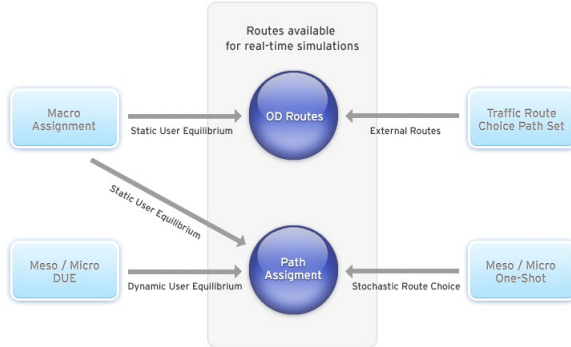 Routes available
for real-time simulations
Macro
Assignment
Static User Equilibrium
OD Routes
External Routes
Traffic Route
Choice Path Set
Static User Equilibrium
Meso / Micro
DUE
Dynamic User Equilibrium
Path
Assigment
Stochastic Route Choice
Meso / Micro
One-Shot